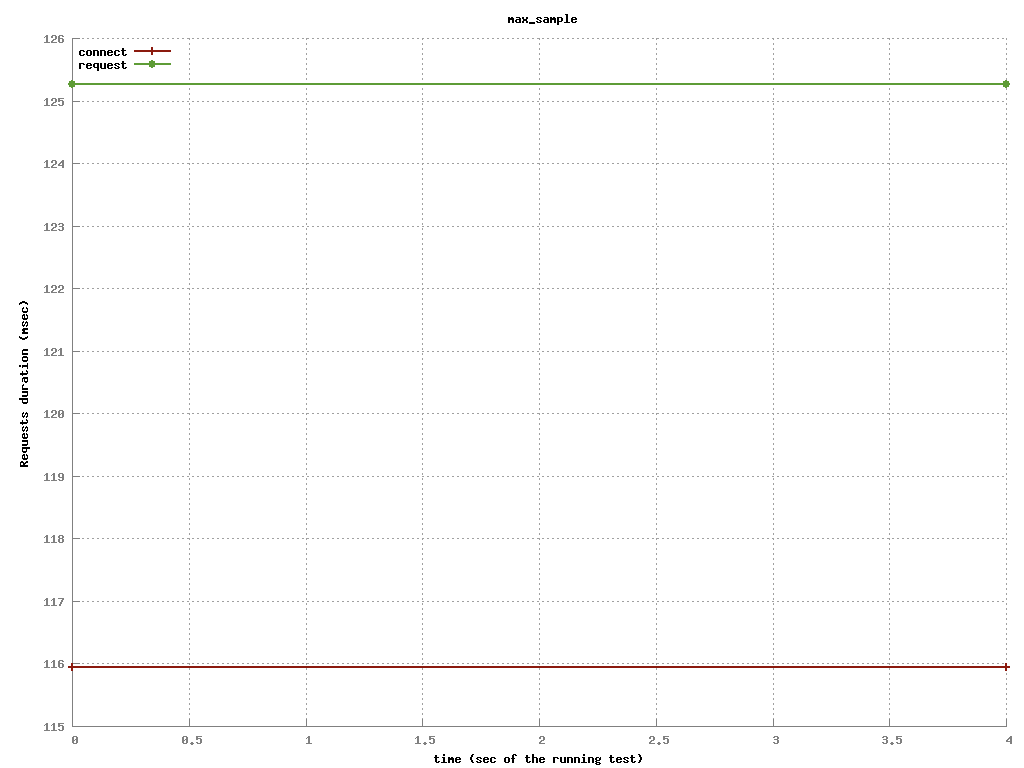 max_sample
126
connect
request
125
124
123
122
121
120
119
118
117
116
115
Requests duration (msec)
0 0.5 1 1.5 2 2.5 3 3.5 4
time (sec of the running test)